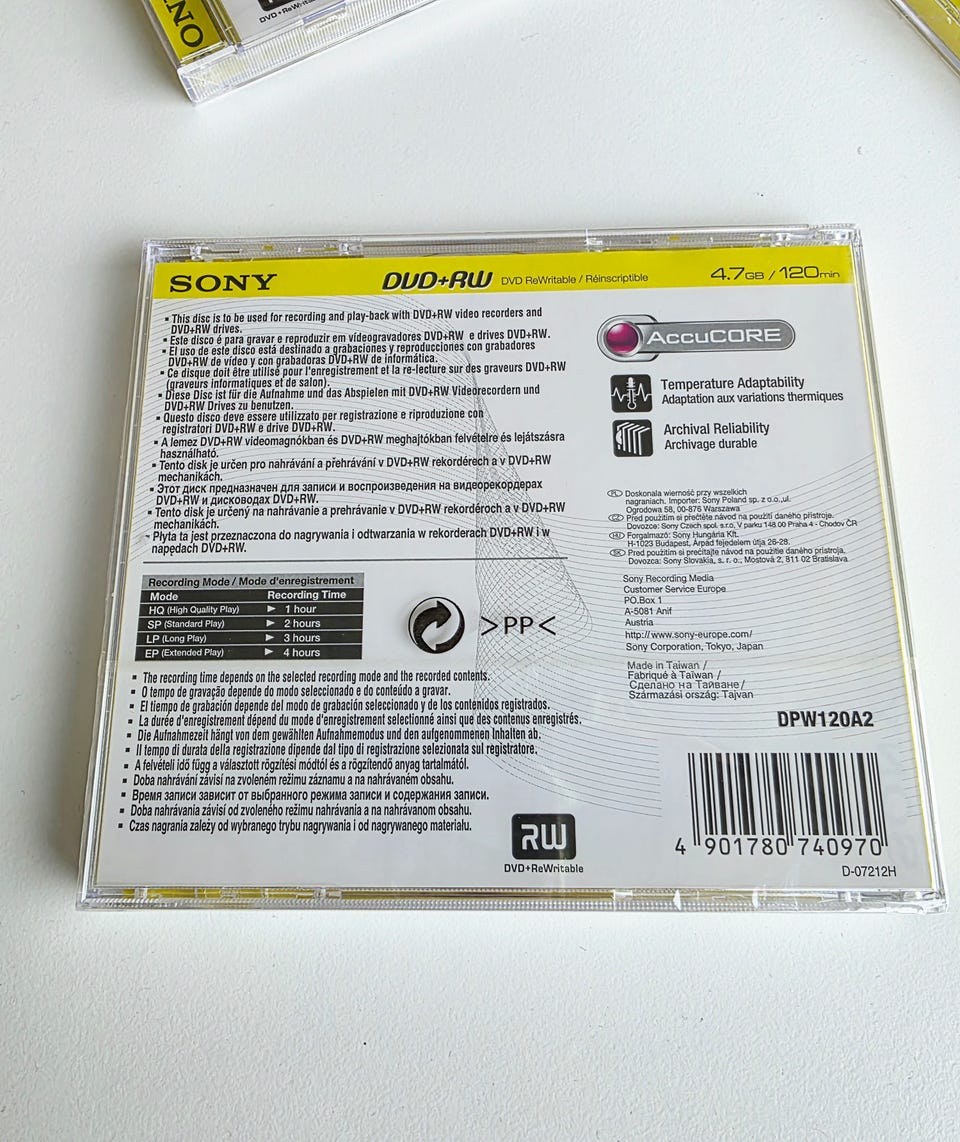 SONY
DVD+RW DVD ReWritable / Réinscriptible
4.7GB / 120min
▪ This disc is to be used for recording and play-back with DVD+RW video recorders and
DVD+RW drives.
▪ Este disco é para gravar e reproduzir em vídeogravadores DVD+RW e drives DVD+RW.
▪ El uso de este disco está destinado a grabaciones y reproducciones con grabadores
DVD+RW de vídeo y con grabadoras DVD+RW de informática.
▪ Ce disque doit être utilisé pour l'enregistrement et la re-lecture sur des graveurs DVD+RW
(graveurs informatiques et de salon).
▪ Diese Disc ist für die Aufnahme und das Abspielen mit DVD+RW Videorecordern und
DVD+RW Drives zu benutzen.
▪ Questo disco deve essere utilizzato per registrazione e riproduzione con
registratori DVD+RW e drive DVD+RW.
▪ A lemez DVD+RW videomagnókban és DVD+RW meghajtókban felvételre és lejátszásra
használható.
▪ Tento disk je určen pro nahrávání a přehrávání v DVD+RW rekordérech a v DVD+RW
mechanikách.
▪ Этот диск предназначен для записи и воспроизведения на видеорекордерах
DVD+RW и дисководах DVD+RW.
▪ Tento disk je určený na nahrávanie a prehrávanie v DVD+RW rekordéroch a v DVD+RW
mechanikách.
▪ Płyta ta jest przeznaczona do nagrywania i odtwarzania w rekorderach DVD+RW i w
napędach DVD+RW.
Recording Mode / Mode d'enregistrement
Mode Recording Time
HQ (High Quality Play) ► 1 hour
SP (Standard Play) ► 2 hours
LP (Long Play) ► 3 hours
EP (Extended Play) ► 4 hours
>PP<
▪ The recording time depends on the selected recording mode and the recorded contents.
▪ O tempo de gravação depende do modo seleccionado e do conteúdo a gravar.
▪ El tiempo de grabación depende del modo de grabación seleccionado y de los contenidos registrados.
▪ La durée d'enregistrement dépend du mode d'enregistrement selectionné ainsi que des contenus enregistrés.
▪ Die Aufnahmezeit hängt von dem gewählten Aufnahmemodus und den aufgenommenen Inhalten ab.
▪ Il tempo di durata della registrazione dipende dal tipo di registrazione selezionata sul registratore.
▪ A felvételi idő függ a választott rögzítési módtól és a rögzítendő anyag tartalmától.
▪ Doba nahrávání závisí na zvoleném režimu záznamu a na nahrávaném obsahu.
▪ Время записи зависит от выбранного режима записи и содержания записи.
▪ Doba nahrávania závisí od zvoleného režimu nahrávania a na nahrávanom obsahu.
▪ Czas nagrania zależy od wybranego trybu nagrywania i od nagrywanego materiału.
RW
DVD+ReWritable
AccuCORE
Temperature Adaptability
Adaptation aux variations thermiques
Archival Reliability
Archivage durable
PL Doskonała wierność przy wszelkich
nagraniach. Importer: Sony Poland sp. z o.o.,ul.
Ogrodowa 58, 00-876 Warszawa
CZ Před použitím si přečtěte návod na použití daného přístroje.
Dovozce: Sony Czech spol. s r.o, V parku 148 00 Praha 4 - Chodov ČR
HU Forgalmazó: Sony Hungária Kft.
H-1023 Budapest, Árpád fejedelem útja 26-28.
SK Pred použitím si prečítajte návod na použitie daného prístroja.
Dovozca: Sony Slovakia, s. r. o., Mostová 2, 811 02 Bratislava
Sony Recording Media
Customer Service Europe
PO.Box 1
A-5081 Anif
Austria
http://www.sony-europe.com/
Sony Corporation, Tokyo, Japan
Made in Taiwan /
Fabriqué à Taïwan /
Сделано на Тайване /
Származási ország: Tajvan
DPW120A2
4 901780 740970
D-07212H